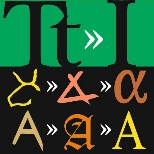 Tt » I
» 𐤀 » α
A » A » A